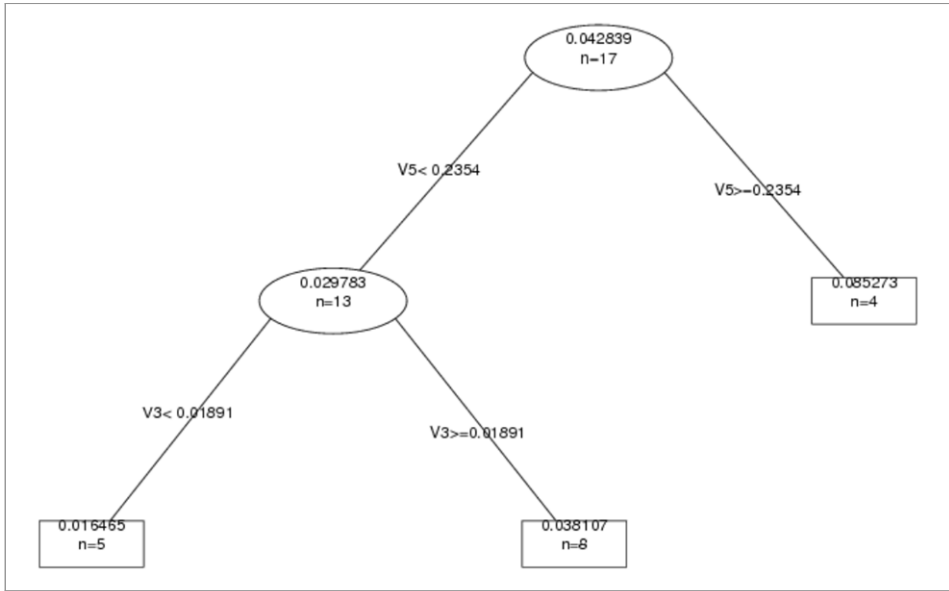 0.042839
n=17
V5< 0.2354
V5>=0.2354
0.029783
n=13
0.085273
n=4
V3< 0.01891
V3>=0.01891
0.016465
n=5
0.038107
n=8